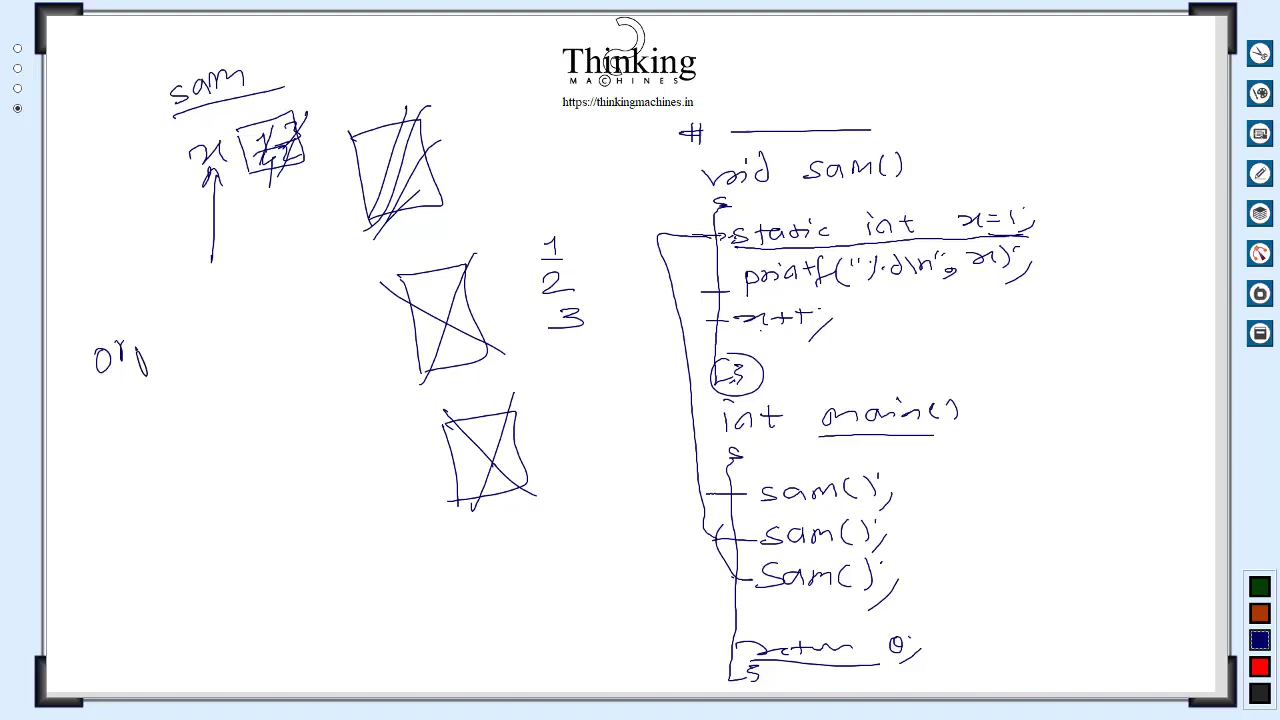 Thinking
MACHINES
https://thinkingmachines.in
sam
x
1
2
3
#
void sam()
{
static int x=1;
printf("%d\n", x);
x++;
}
int main()
{
sam();
sam();
sam();
return 0;
}